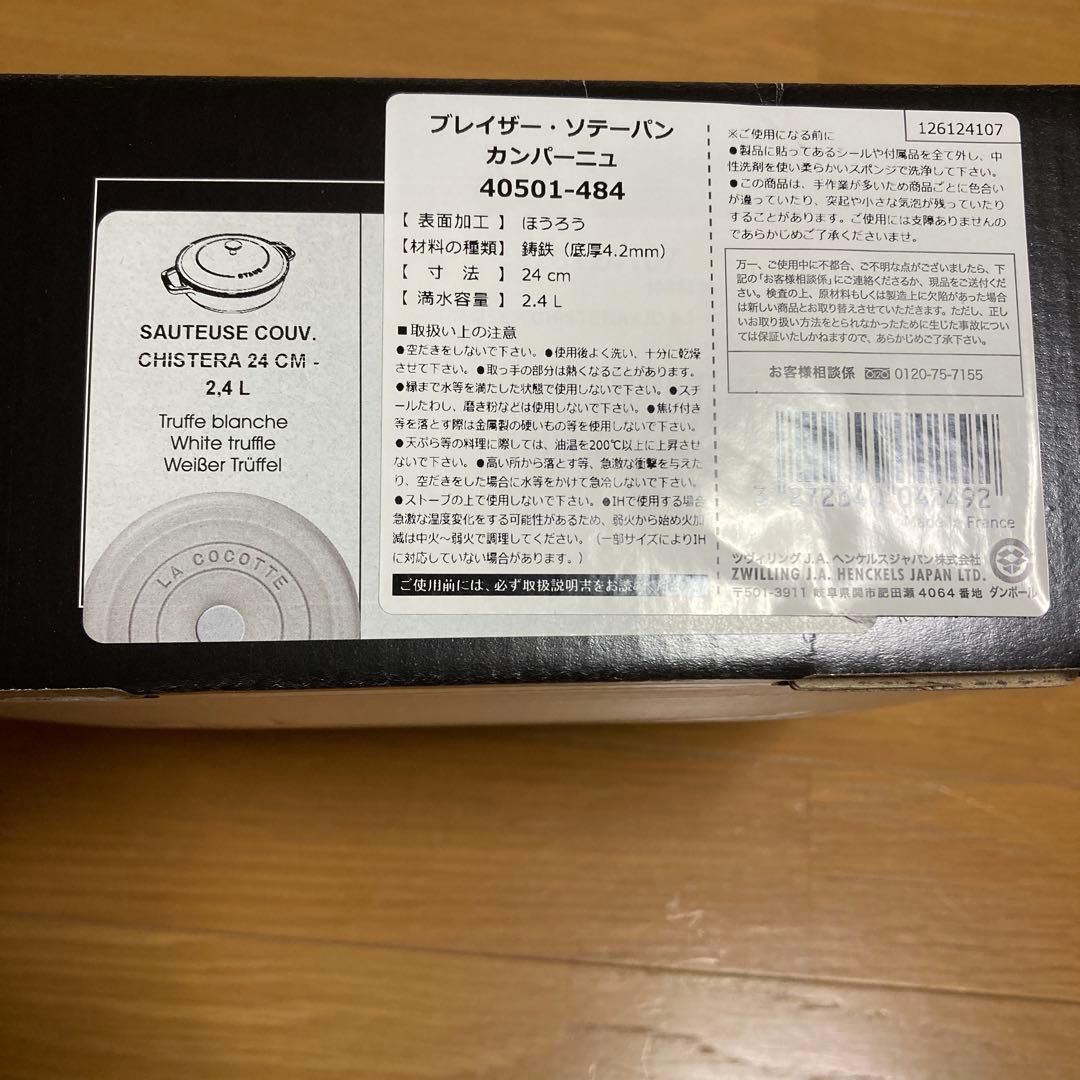 STAUB
SAUTEUSE COUV.
CHISTERA 24 CM -
2,4 L
Truffe blanche
White truffle
Weißer Trüffel
LA COCOTTE
ブレイザー・ソテーパン
カンパーニュ
40501-484
【 表面加工 】 ほうろう
【材料の種類】 鋳鉄（底厚4.2mm）
【 寸 法 】 24 cm
【 満水容量 】 2.4 L
■取扱い上の注意
●空だきをしないで下さい。●使用後よく洗い、十分に乾燥
させて下さい。●取っ手の部分は熱くなることがあります。
●縁まで水等を満たした状態で使用しないで下さい。●スチ
ールたわし、磨き粉などは使用しないで下さい。●焦げ付き
等を落とす際は金属製の硬いもの等を使用しないで下さい。
●天ぷら等の料理に際しては、油温を200℃以上に上昇させ
ないで下さい。●高い所から落とす等、急激な衝撃を与えた
り、空だきをした場合に水等をかけて急冷しないで下さい。
●ストーブの上で使用しないで下さい。●IHで使用する場合
急激な温度変化をする可能性があるため、弱火から始め火加
減は中火～弱火で調理してください。（一部サイズによりIH
に対応していない場合があります。）
ご使用前には、必ず取扱説明書をお読み
126124107
※ご使用になる前に
●製品に貼ってあるシールや付属品を全て外し、中
性洗剤を使い柔らかいスポンジで洗浄して下さい。
●この商品は、手作業が多いため商品ごとに色合い
が違っていたり、突起や小さな気泡が残っていたり
することがあります。ご使用には支障ありませんの
であらかじめご了承くださいませ。
万一、ご使用中に不都合、ご不明な点がございましたら、下
記の「お客様相談係」にご連絡くださるか、現品をご送付くださ
い。検査の上、原材料もしくは製造上に欠陥があった場合
は新しい商品とお取り替えさせていただきます。ただし、正し
いお取り扱い方法をとられなかったために生じた事故につい
ては保証いたしかねますので、あらかじめご了承下さい。
お客様相談係 0120-75-7155
Made in France
ツヴィリング J.A. ヘンケルスジャパン株式会社
ZWILLING J.A. HENCKELS JAPAN LTD.
〒501-3911 岐阜県関市肥田瀬 4064 番地
ダンボール